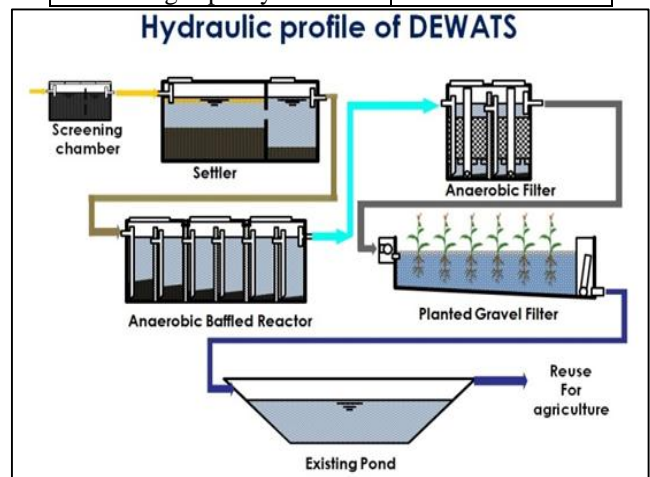 Hydraulic profile of DEWATS
Screening
chamber
Settler
Anaerobic Filter
Anaerobic Baffled Reactor
Planted Gravel Filter
Reuse
For
agriculture
Existing Pond